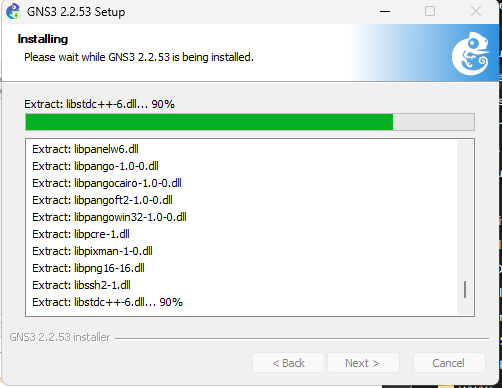 GNS3 2.2.53 Setup
Installing
Please wait while GNS3 2.2.53 is being installed.
Extract: libstdc++-6.dll... 90%
Extract: libpanelw6.dll
Extract: libpango-1.0-0.dll
Extract: libpangocairo-1.0-0.dll
Extract: libpangoft2-1.0-0.dll
Extract: libpangowin32-1.0-0.dll
Extract: libpcre-1.dll
Extract: libpixman-1-0.dll
Extract: libpng16-16.dll
Extract: libssh2-1.dll
Extract: libstdc++-6.dll... 90%
GNS3 2.2.53 installer
< Back Next > Cancel